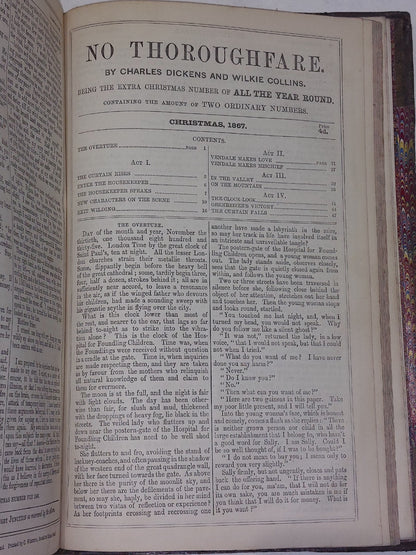 NO THOROUGHFARE.
BY CHARLES DICKENS AND WILKIE COLLINS.
BEING THE EXTRA CHRISTMAS NUMBER OF ALL THE YEAR ROUND.
CONTAINING THE AMOUNT OF TWO ORDINARY NUMBERS.
CHRISTMAS, 1867.
PRICE
4d.
CONTENTS.
THE OVERTURE PAGE 1
ACT I.
THE CURTAIN RISES 3
ENTER THE HOUSEKEEPER
THE HOUSEKEEPER SPEAKS 7
NEW CHARACTERS ON THE SCENE 10
EXIT WILDING 16
ACT II.
VENDALE MAKES LOVE PAGE 21
VENDALE MAKES MISCHIEF 27
ACT III.
IN THE VALLEY
ON THE MOUNTAIN
ACT IV.
THE CLOCK-LOCK
OBENREIZER'S VICTORY
THE CURTAIN FALLS 47
THE OVERTURE.
DAY of the month and year, November the
thirtieth, one thousand eight hundred and
thirty-five. London Time by the great clock of
Saint Paul's, ten at night. All the lesser Lon-
don churches strain their metallic throats.
Some, flippantly begin before the heavy bell
of the great cathedral; some, tardily begin three,
four, half a dozen, strokes behind it; all are in
sufficiently near accord, to leave a resonance
in the air, as if the winged father who devours
his children, had made a sounding sweep with
his gigantic scythe in flying over the city.
What is this clock lower than most of
the rest, and nearer to the ear, that lags so far
behind to-night as to strike into the vibra-
tion alone? This is the clock of the Hos-
pital for Foundling Children. Time was, when
the Foundlings were received without question
in a cradle at the gate. Time is, when inquiries
are made respecting them, and they are taken
as by favour from the mothers who relinquish
all natural knowledge of them and claim to
them for evermore.
The moon is at the full, and the night is fair
with light clouds. The day has been other-
wise than fair, for slush and mud, thickened
with the droppings of heavy fog, lie black in the
streets. The veiled lady who flutters up and
down near the postern-gate of the Hospital for
Foundling Children has need to be well shod
to-night.
She flutters to and fro, avoiding the stand of
hackney-coaches, and often pausing in the shadow
of the western end of the great quadrangle wall,
with her face turned towards the gate. As above
her there is the purity of the moonlit sky, and
below her there are the defilements of the pave-
ment, so may she, haply, be divided in her mind
between two vistas of reflection or experience?
As her footprints crossing and recrossing one
another have made a labyrinth in the mire,
so may her track in life have involved itself in
an intricate and unravellable tangle?
The postern-gate of the Hospital for Foundling
Children opens, and a young woman comes
out. The lady stands aside, observes closely,
sees that the gate is quietly closed again from
within, and follows the young woman.
Two or three streets have been traversed in
silence before she, following close behind the
object of her attention, stretches out her hand
and touches her. Then the young woman stops
and looks round, startled.
"You touched me last night, and, when I
turned my head, you would not speak. Why
do you follow me like a silent ghost?"
"It was not," returned the lady, in a low
voice, "that I would not speak, but that I could
not when I tried."
"What do you want of me? I have never
done you any harm?"
"Never."
"Do I know you?"
"No."
"Then what can you want of me?"
"Here are two guineas in this paper. Take
my poor little present, and I will tell you."
Into the young woman's face, which is honest
and comely, comes a flush as she replies: "There
is neither grown person nor child in all the
large establishment that I belong to, who hasn't
a good word for Sally. I am Sally. Could I
be so well thought of, if I was to be bought?"
"I do not mean to buy you; I mean only to
reward you very slightly."
Sally firmly, but not ungently, closes and puts
back the offering hand. "If there is anything
I can do for you, ma'am, that I will not do for
its own sake, you are much mistaken in me if
you think that I will do it for money. What is
it you want?"